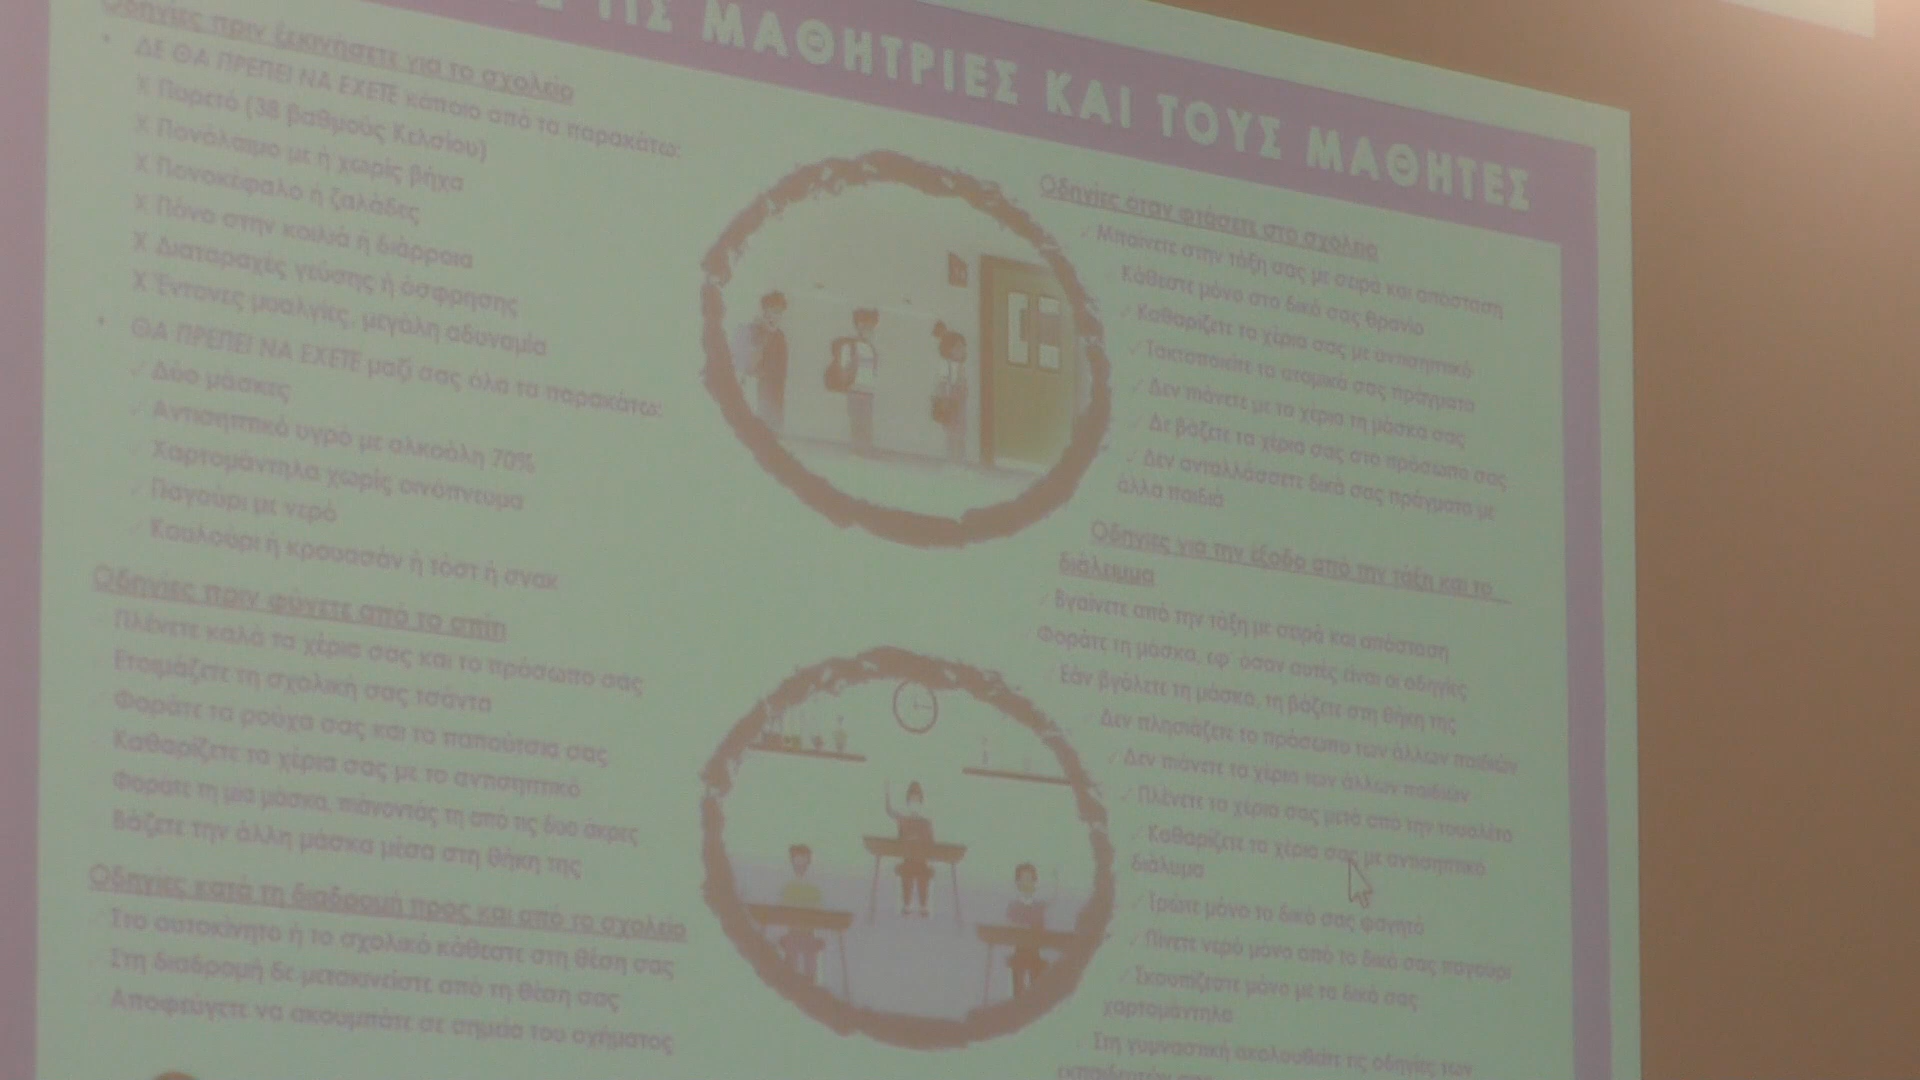 ΤΙΣ ΜΑΘΗΤΡΙΕΣ ΚΑΙ ΤΟΥΣ ΜΑΘΗΤΕΣ
Οδηγίες πριν ξεκινήσετε για το σχολείο
• ΔΕ ΘΑ ΠΡΕΠΕΙ ΝΑ ΕΧΕΤΕ κάποιο από τα παρακάτω:
Χ Πυρετό (38 βαθμούς Κελσίου)
Χ Πονόλαιμο με ή χωρίς βήχα
Χ Πονοκέφαλο ή ζαλάδες
Χ Πόνο στην κοιλιά ή διάρροια
Χ Διαταραχές γεύσης ή όσφρησης
Χ Έντονες μυαλγίες, μεγάλη αδυναμία
• ΘΑ ΠΡΕΠΕΙ ΝΑ ΕΧΕΤΕ μαζί σας όλα τα παρακάτω:
✓ Δύο μάσκες
✓ Αντισηπτικό υγρό με αλκοόλη 70%
✓ Χαρτομάντηλα χωρίς οινόπνευμα
✓ Παγούρι με νερό
✓ Κουλούρι ή κρουασάν ή τόστ ή σνακ
Οδηγίες πριν φύγετε από το σπίτι
Πλένετε καλά τα χέρια σας και το πρόσωπο σας
Ετοιμάζετε τη σχολική σας τσάντα
Φοράτε τα ρούχα σας και τα παπούτσια σας
Καθαρίζετε τα χέρια σας με το αντισηπτικό
Φοράτε τη μια μάσκα, πιάνοντάς τη από τις δυο άκρες
Βάζετε την άλλη μάσκα μέσα στη θήκη της
Οδηγίες κατά τη διαδρομή προς και από το σχολείο
Στο αυτοκίνητο ή το σχολικό κάθεστε στη θέση σας
Στη διαδρομή δε μετακινείστε από τη θέση σας
Αποφεύγετε να ακουμπάτε σε σημεία του οχήματος
Οδηγίες όταν φτάσετε στο σχολείο
✓ Μπαίνετε στην τάξη σας με σειρά και απόσταση
✓ Κάθεστε μόνο στο δικό σας θρανίο
✓ Καθαρίζετε τα χέρια σας με αντισηπτικό
✓ Τακτοποιείτε τα ατομικά σας πράγματα
✓ Δεν πιάνετε με τα χέρια τη μάσκα σας
✓ Δε βάζετε τα χέρια σας στο πρόσωπο σας
✓ Δεν ανταλλάσσετε δικά σας πράγματα με
άλλα παιδιά
Οδηγίες για την έξοδο από την τάξη και το
διάλειμμα
✓ Βγαίνετε από την τάξη με σειρά και απόσταση
Φοράτε τη μάσκα, εφ' όσον αυτές είναι οι οδηγίες
Εάν βγάλετε τη μάσκα, τη βάζετε στη θήκη της
Δεν πλησιάζετε το πρόσωπο των άλλων παιδιών
✓ Δεν πιάνετε τα χέρια των άλλων παιδιών
✓ Πλένετε τα χέρια σας μετά από την τουαλέτα
✓ Καθαρίζετε τα χέρια σας με αντισηπτικό
διάλυμα
✓ Τρώτε μόνο το δικό σας φαγητό
✓ Πίνετε νερό μόνο από το δικό σας παγούρι
✓ Σκουπίζεστε μόνο με τα δικά σας
χαρτομάντηλα
Στη γυμναστική ακολουθείτε τις οδηγίες των